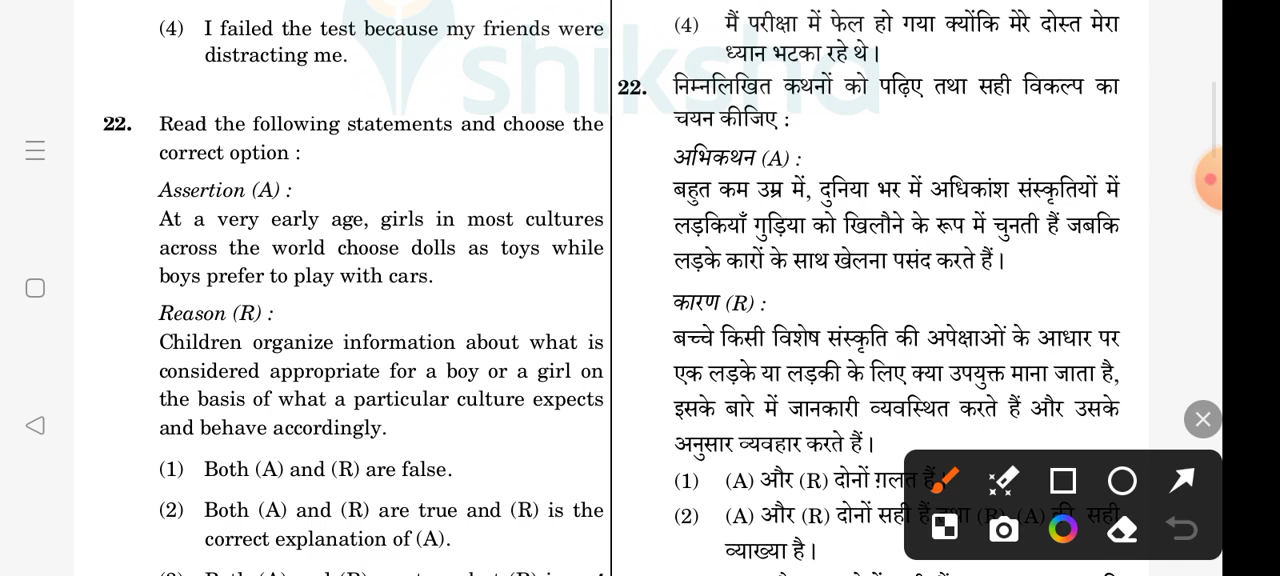 (4) I failed the test because my friends were
distracting me.
22. Read the following statements and choose the
correct option :
Assertion (A) :
At a very early age, girls in most cultures
across the world choose dolls as toys while
boys prefer to play with cars.
Reason (R) :
Children organize information about what is
considered appropriate for a boy or a girl on
the basis of what a particular culture expects
and behave accordingly.
(1) Both (A) and (R) are false.
(2) Both (A) and (R) are true and (R) is the
correct explanation of (A).
(4) मैं परीक्षा में फेल हो गया क्योंकि मेरे दोस्त मेरा
ध्यान भटका रहे थे।
22. निम्नलिखित कथनों को पढ़िए तथा सही विकल्प का
चयन कीजिए :
अभिकथन (A) :
बहुत कम उम्र में, दुनिया भर में अधिकांश संस्कृतियों में
लड़कियाँ गुड़िया को खिलौने के रूप में चुनती हैं जबकि
लड़के कारों के साथ खेलना पसंद करते हैं।
कारण (R) :
बच्चे किसी विशेष संस्कृति की अपेक्षाओं के आधार पर
एक लड़के या लड़की के लिए क्या उपयुक्त माना जाता है,
इसके बारे में जानकारी व्यवस्थित करते हैं और उसके
अनुसार व्यवहार करते हैं।
(1) (A) और (R) दोनों ग़लत हैं।
(2) (A) और (R) दोनों सही हैं तथा (R), (A) की सही
व्याख्या है।
shiksha